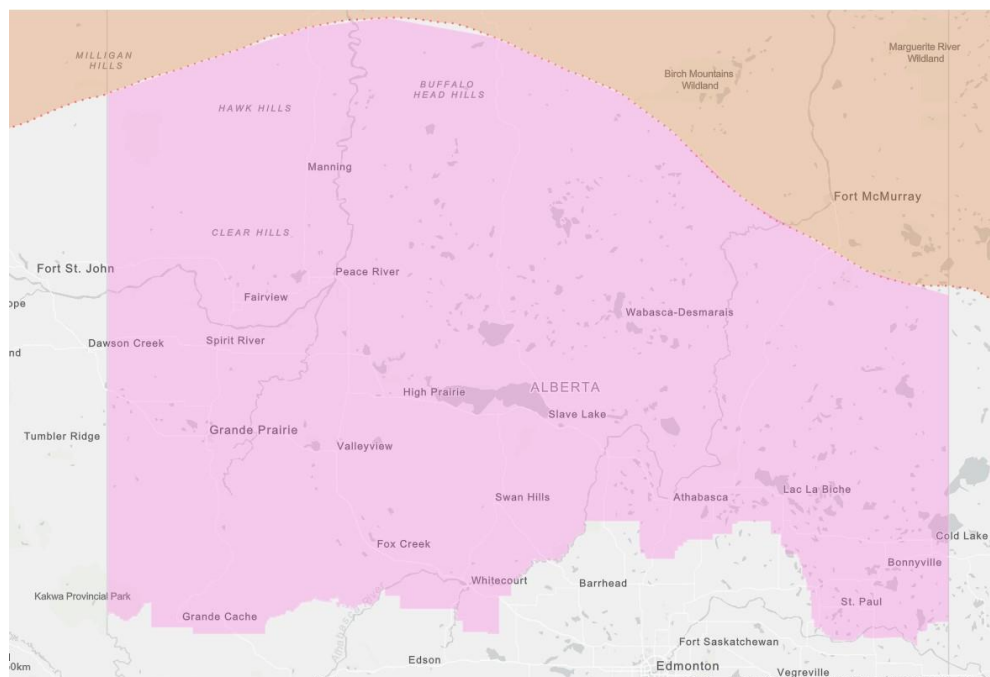 MILLIGAN
HILLS
Marguerite River
Wildland
Birch Mountains
Wildland
BUFFALO
HEAD HILLS
HAWK HILLS
Manning
Fort McMurray
CLEAR HILLS
Fort St. John
Peace River
Fairview
ope
Wabasca-Desmarais
Spirit River
Dawson Creek
nd
ALBERTA
High Prairie
Slave Lake
Grande Prairie
Tumbler Ridge
Valleyview
Lac La Biche
Swan Hills
Athabasca
Cold Lake
Fox Creek
Bonnyville
Whitecourt
Barrhead
Kakwa Provincial Park
St. Paul
Grande Cache
Fort Saskatchewan
Edson
0km
Edmonton
Vegreville